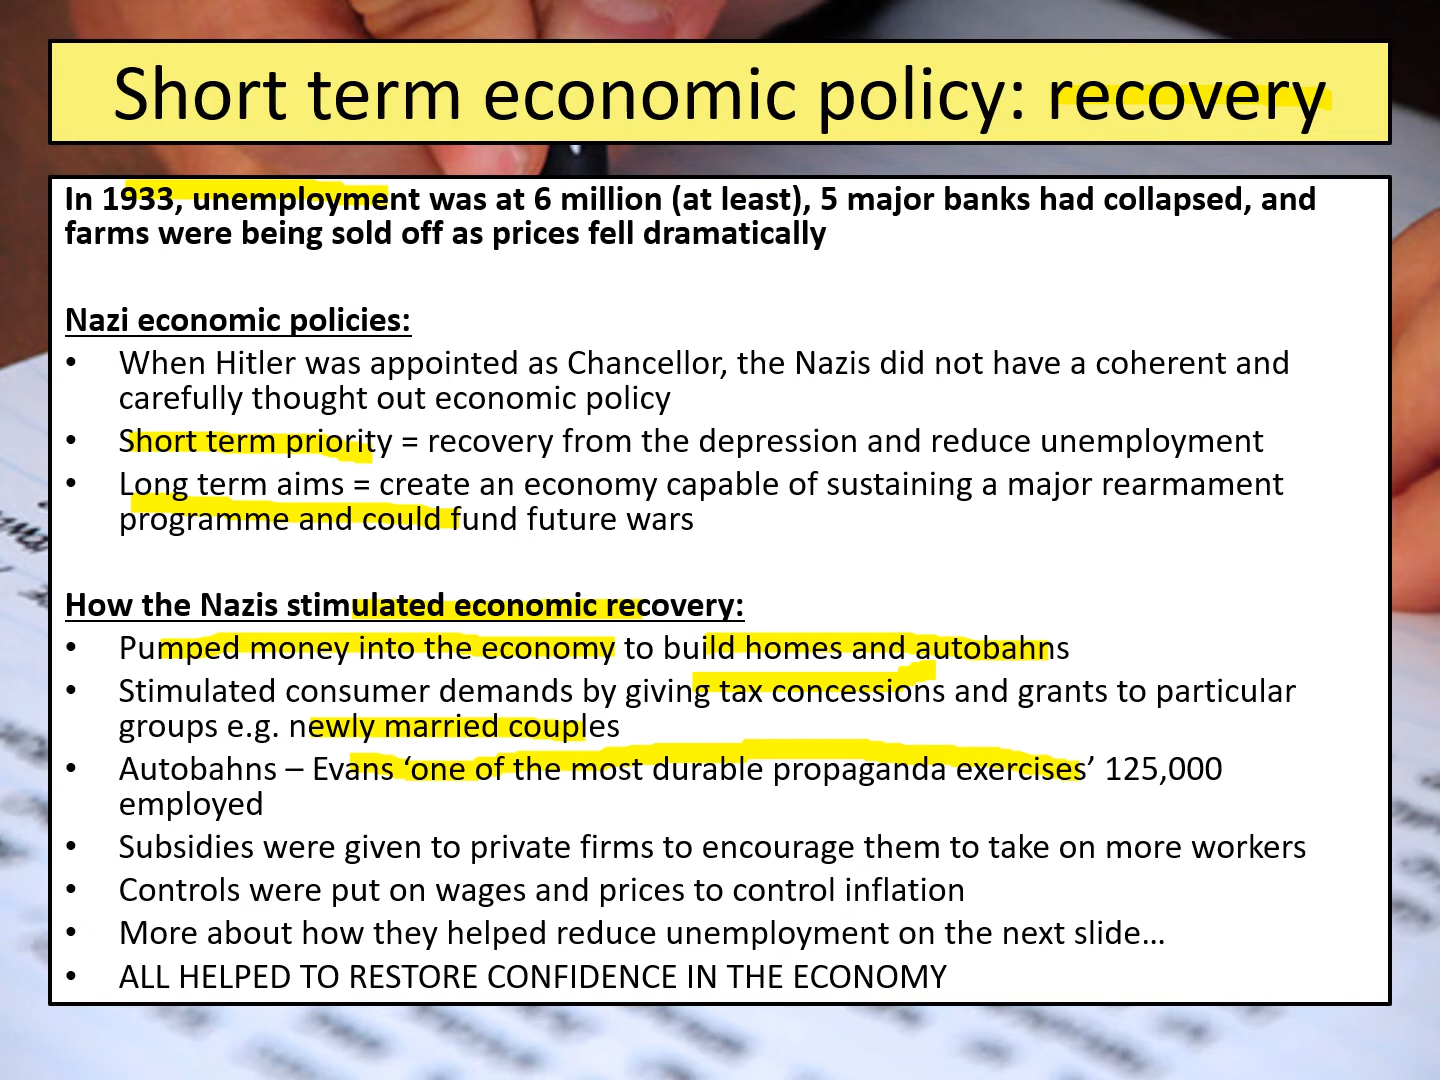 Short term economic policy: recovery
In 1933, unemployment was at 6 million (at least), 5 major banks had collapsed, and
farms were being sold off as prices fell dramatically
Nazi economic policies:
• When Hitler was appointed as Chancellor, the Nazis did not have a coherent and
carefully thought out economic policy
• Short term priority = recovery from the depression and reduce unemployment
• Long term aims = create an economy capable of sustaining a major rearmament
programme and could fund future wars
How the Nazis stimulated economic recovery:
• Pumped money into the economy to build homes and autobahns
• Stimulated consumer demands by giving tax concessions and grants to particular
groups e.g. newly married couples
• Autobahns – Evans ‘one of the most durable propaganda exercises’ 125,000
employed
• Subsidies were given to private firms to encourage them to take on more workers
• Controls were put on wages and prices to control inflation
• More about how they helped reduce unemployment on the next slide…
• ALL HELPED TO RESTORE CONFIDENCE IN THE ECONOMY